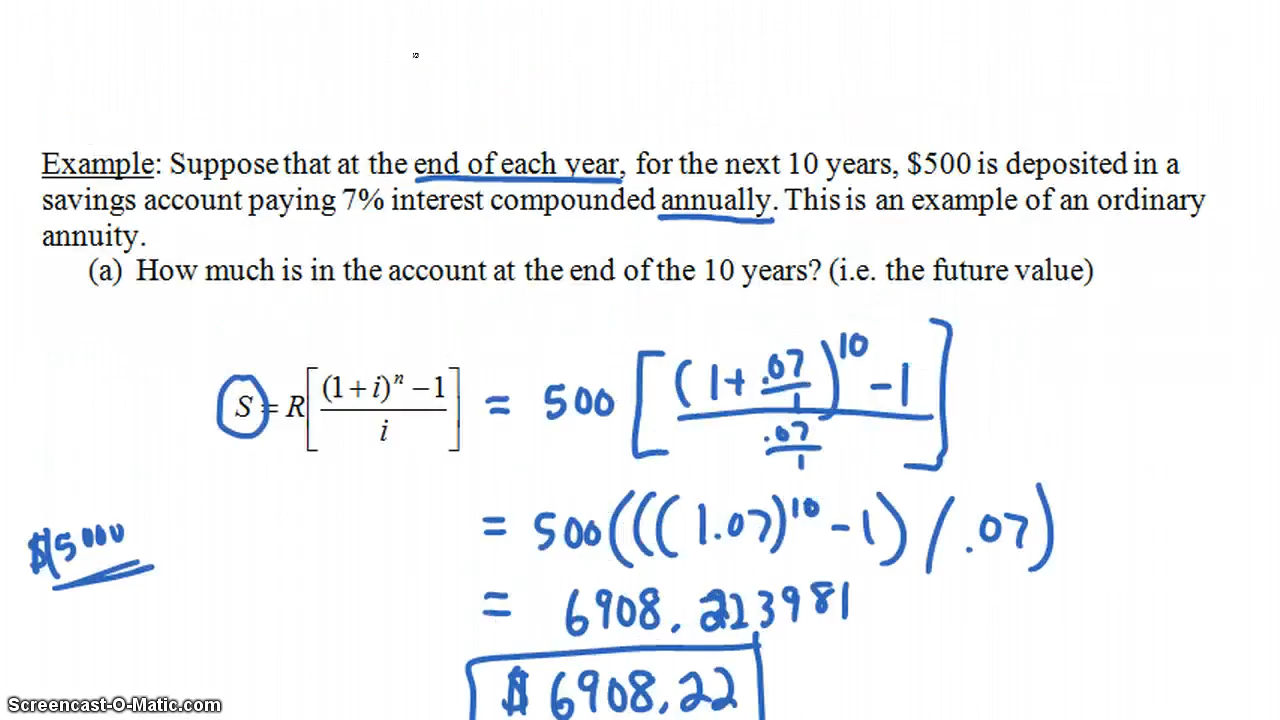 Example: Suppose that at the end of each year, for the next 10 years, $500 is deposited in a
savings account paying 7% interest compounded annually. This is an example of an ordinary
annuity.
(a) How much is in the account at the end of the 10 years? (i.e. the future value)
S = R[((1+i)^n − 1)/i] = 500[((1+.07/1)^10 − 1)/(.07/1)]
= 500(((1.07)^10 − 1)/.07)
$5000
= 6908.223981
$6908.22
Screencast-O-Matic.com